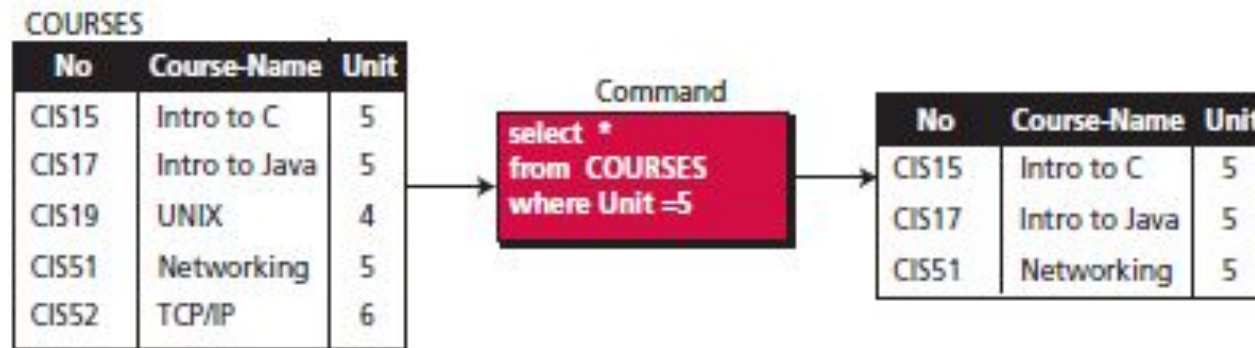 COURSES
No Course-Name Unit
CIS15 Intro to C 5
CIS17 Intro to Java 5
CIS19 UNIX 4
CIS51 Networking 5
CIS52 TCP/IP 6
Command
select *
from COURSES
where Unit =5
No Course-Name Unit
CIS15 Intro to C 5
CIS17 Intro to Java 5
CIS51 Networking 5